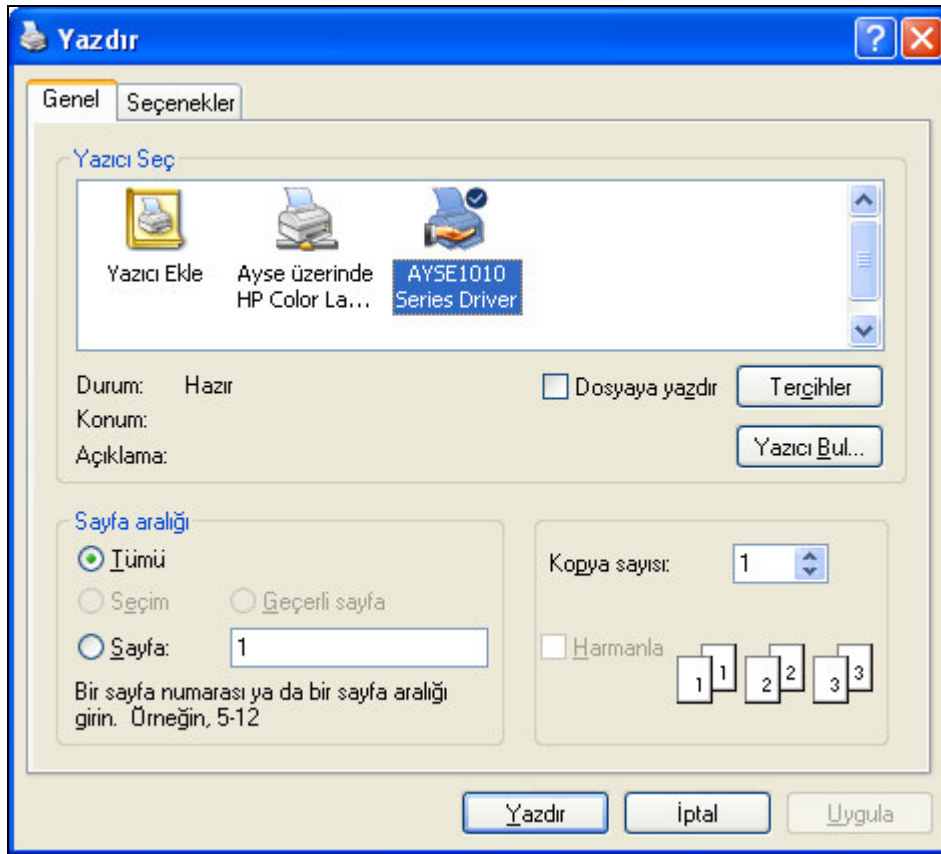 Yazdır
Genel
Seçenekler
Yazıcı Seç
Yazıcı Ekle
Ayse üzerinde
HP Color La...
AYSE1010
Series Driver
Durum: Hazır
Dosyaya yazdır
Tercihler
Konum:
Açıklama:
Yazıcı Bul...
Sayfa aralığı
Tümü
Seçim
Geçerli sayfa
Sayfa: 1
Bir sayfa numarası ya da bir sayfa aralığı
girin. Örneğin, 5-12
Kopya sayısı: 1
Harmanla
1 1 2 2 3 3
Yazdır
İptal
Uygula